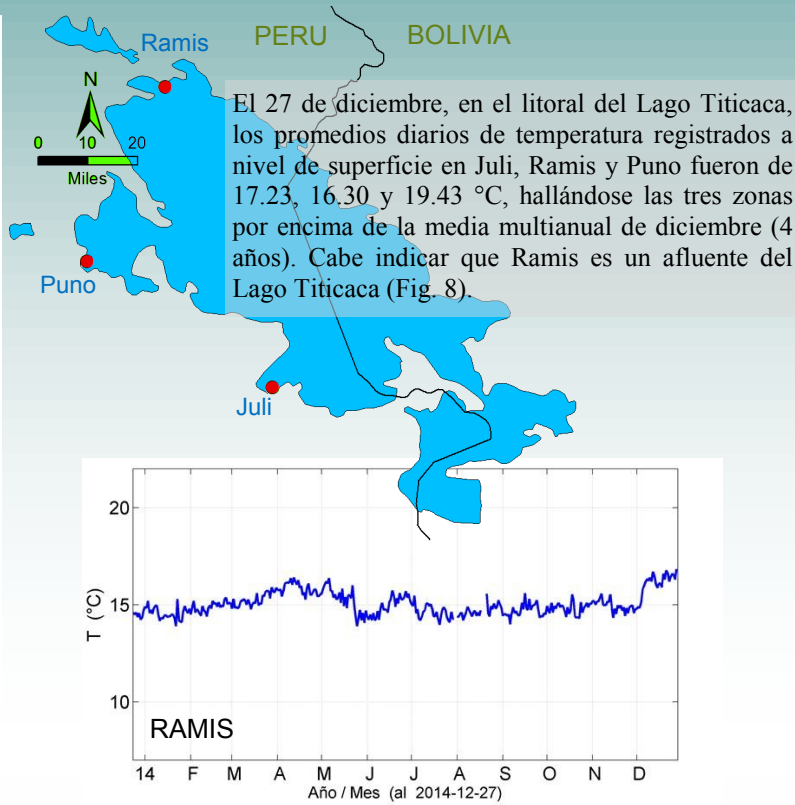 Ramis
PERU
BOLIVIA
N
0 10 20
Miles
El 27 de diciembre, en el litoral del Lago Titicaca,
los promedios diarios de temperatura registrados a
nivel de superficie en Juli, Ramis y Puno fueron de
17.23, 16.30 y 19.43 °C, hallándose las tres zonas
por encima de la media multianual de diciembre (4
años). Cabe indicar que Ramis es un afluente del
Lago Titicaca (Fig. 8).
Puno
Juli
20
15
10
T (°C)
RAMIS
14 F M A M J J A S O N D
Año / Mes (al 2014-12-27)